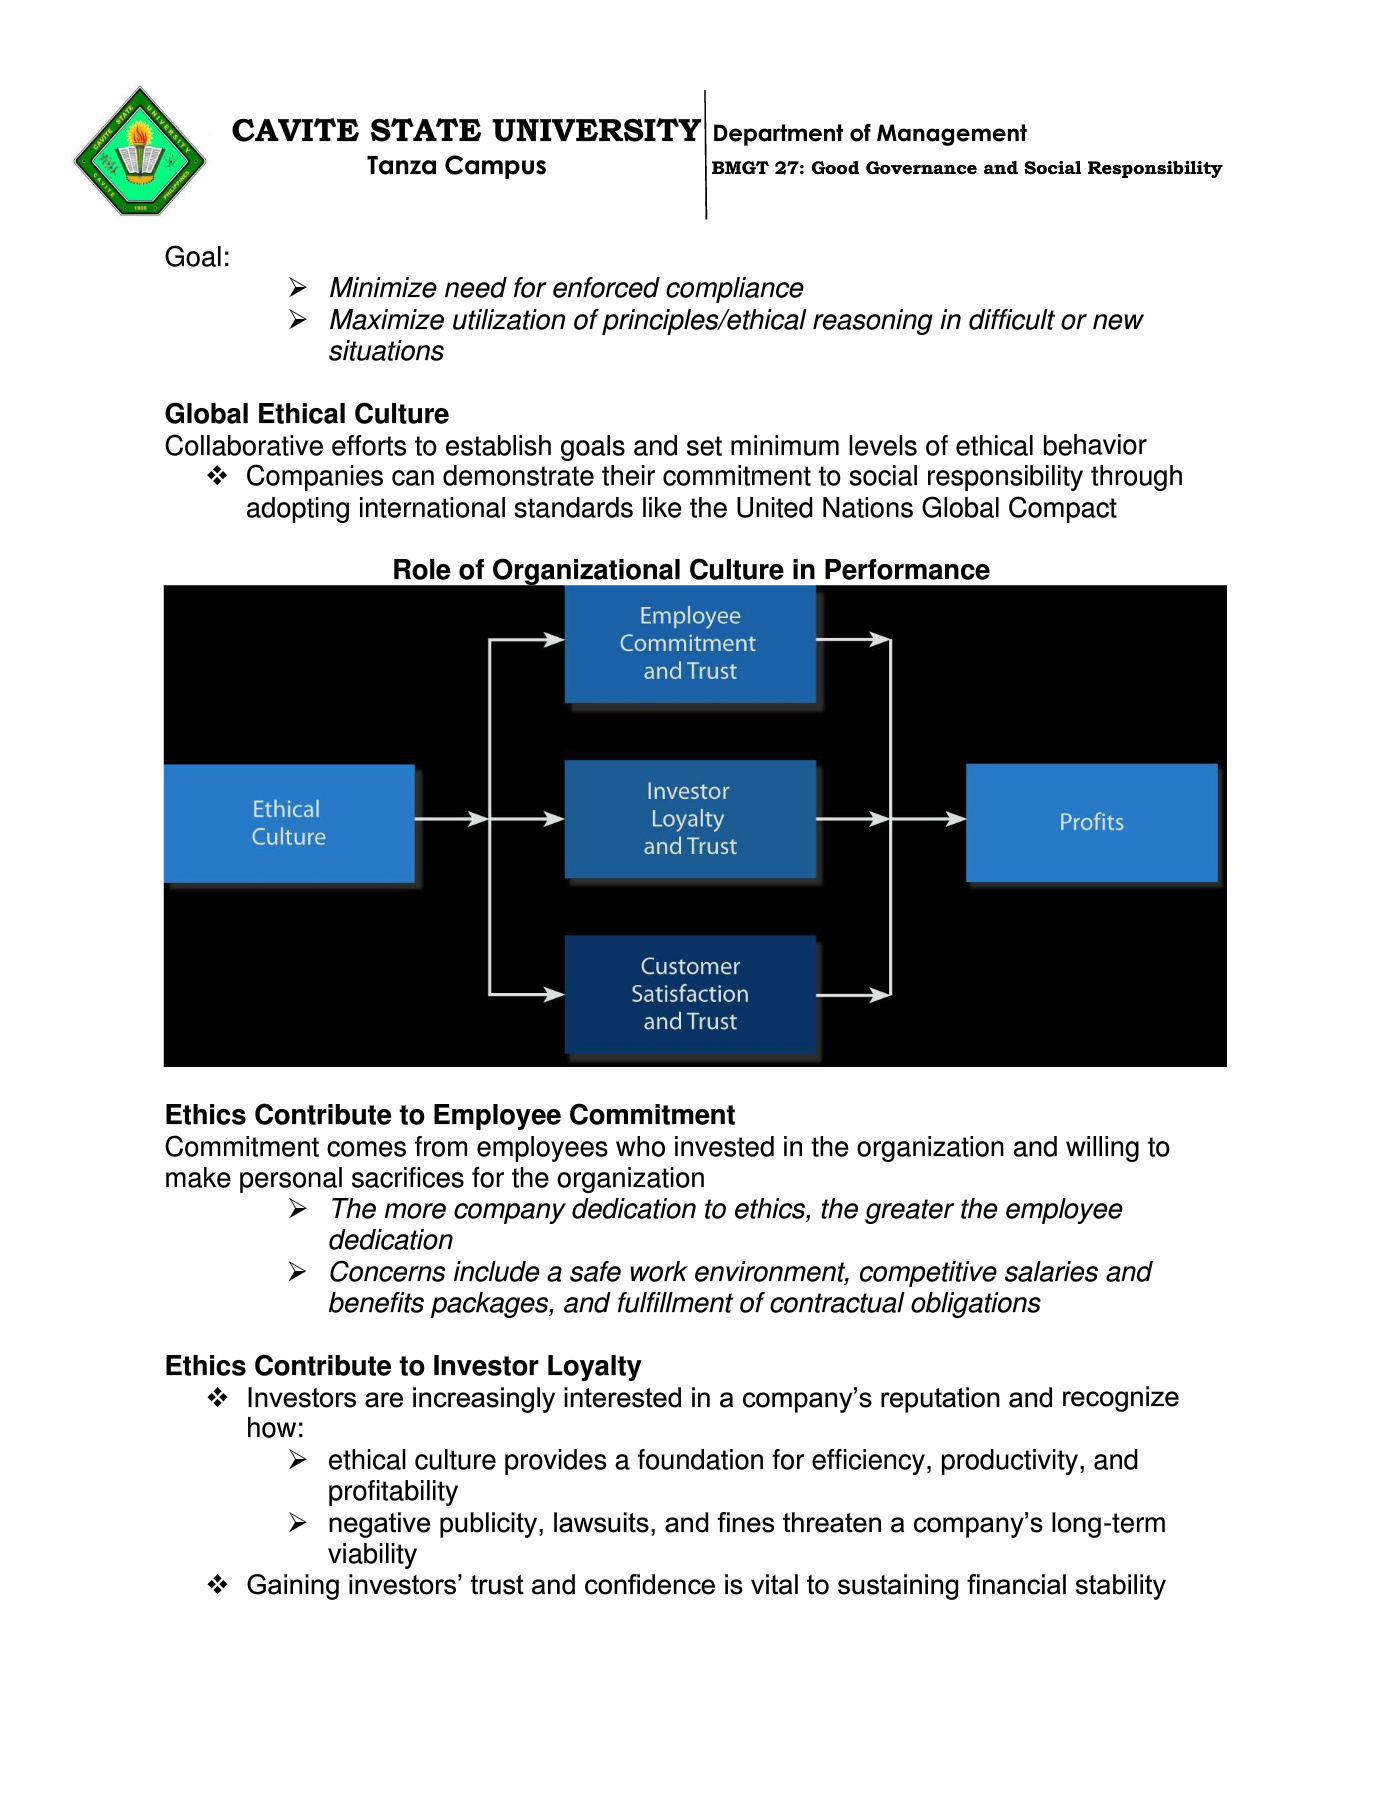 CAVITE STATE UNIVERSITY
Tanza Campus
Department of Management
BMGT 27: Good Governance and Social Responsibility
CAVITE STATE UNIVERSITY
CAVITE
PHILIPPINES
1906
Goal:
➢ Minimize need for enforced compliance
➢ Maximize utilization of principles/ethical reasoning in difficult or new
situations
Global Ethical Culture
Collaborative efforts to establish goals and set minimum levels of ethical behavior
❖ Companies can demonstrate their commitment to social responsibility through
adopting international standards like the United Nations Global Compact
Role of Organizational Culture in Performance
Employee
Commitment
and Trust
Ethical
Culture
Investor
Loyalty
and Trust
Profits
Customer
Satisfaction
and Trust
Ethics Contribute to Employee Commitment
Commitment comes from employees who invested in the organization and willing to
make personal sacrifices for the organization
➢ The more company dedication to ethics, the greater the employee
dedication
➢ Concerns include a safe work environment, competitive salaries and
benefits packages, and fulfillment of contractual obligations
Ethics Contribute to Investor Loyalty
❖ Investors are increasingly interested in a company’s reputation and recognize
how:
➢ ethical culture provides a foundation for efficiency, productivity, and
profitability
➢ negative publicity, lawsuits, and fines threaten a company’s long-term
viability
❖ Gaining investors’ trust and confidence is vital to sustaining financial stability